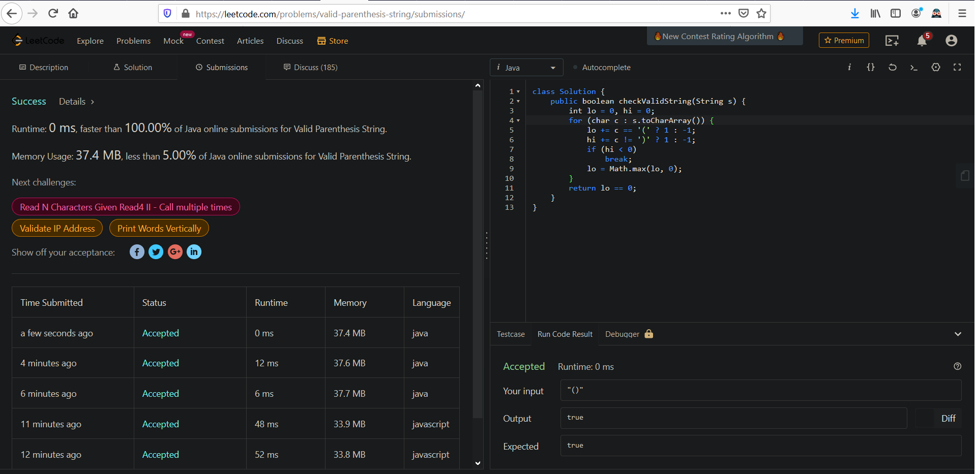 https://leetcode.com/problems/valid-parenthesis-string/submissions/
LeetCode Explore Problems Mock new Contest Articles Discuss Store
New Contest Rating Algorithm
Premium 5
Description Solution Submissions Discuss (185)
i Java Autocomplete
Success Details >
Runtime: 0 ms, faster than 100.00% of Java online submissions for Valid Parenthesis String.
Memory Usage: 37.4 MB, less than 5.00% of Java online submissions for Valid Parenthesis String.
Next challenges:
Read N Characters Given Read4 II - Call multiple times
Validate IP Address Print Words Vertically
Show off your acceptance: f G+ in
Time Submitted Status Runtime Memory Language
a few seconds ago Accepted 0 ms 37.4 MB java
4 minutes ago Accepted 12 ms 37.6 MB java
6 minutes ago Accepted 6 ms 37.7 MB java
11 minutes ago Accepted 48 ms 33.9 MB javascript
12 minutes ago Accepted 52 ms 33.8 MB javascript
1 class Solution {
2 public boolean checkValidString(String s) {
3 int lo = 0, hi = 0;
4 for (char c : s.toCharArray()) {
5 lo += c == '(' ? 1 : -1;
6 hi += c != ')' ? 1 : -1;
7 if (hi < 0)
8 break;
9 lo = Math.max(lo, 0);
10 }
11 return lo == 0;
12 }
13 }
Testcase Run Code Result Debugger
Accepted Runtime: 0 ms
Your input "()"
Output true Diff
Expected true